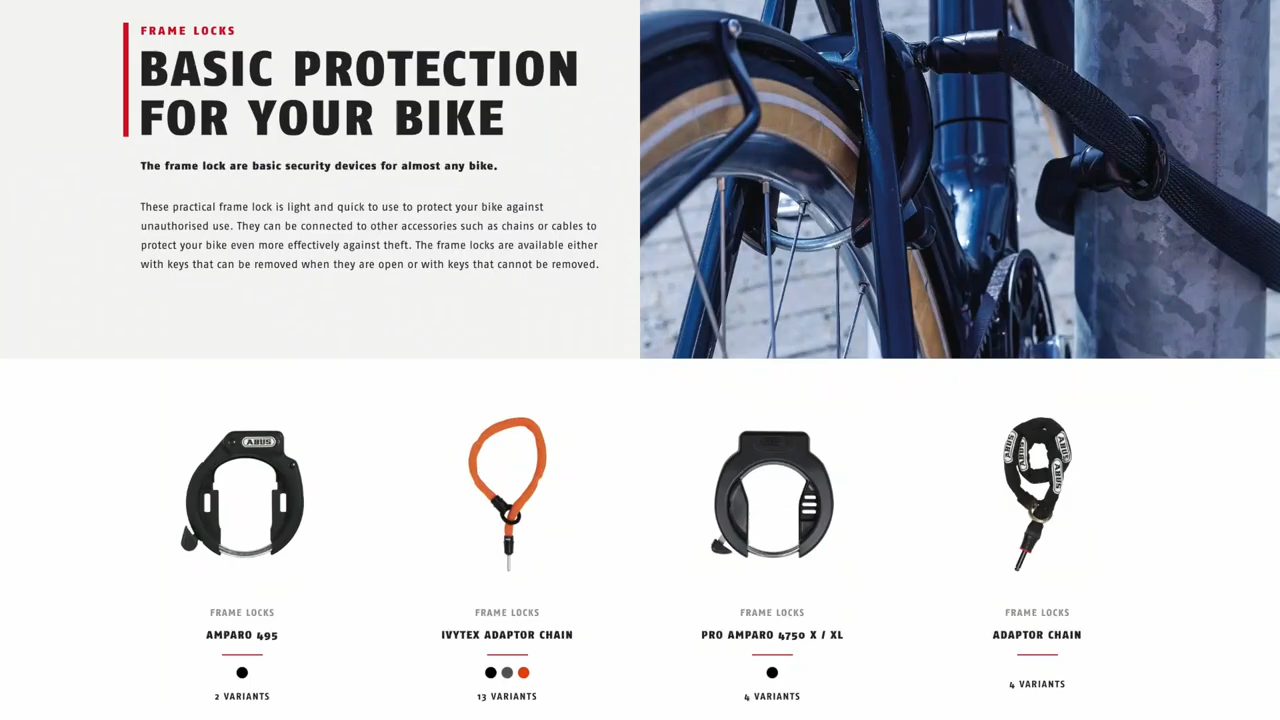 FRAME LOCKS
BASIC PROTECTION
FOR YOUR BIKE
The frame lock are basic security devices for almost any bike.
These practical frame lock is light and quick to use to protect your bike against
unauthorised use. They can be connected to other accessories such as chains or cables to
protect your bike even more effectively against theft. The frame locks are available either
with keys that can be removed when they are open or with keys that cannot be removed.
ABUS
ABUS
ABUS
ABUS
ABUS
ABUS
FRAME LOCKS
AMPARO 495
2 VARIANTS
FRAME LOCKS
IVYTEX ADAPTOR CHAIN
13 VARIANTS
FRAME LOCKS
PRO AMPARO 4750 X / XL
4 VARIANTS
FRAME LOCKS
ADAPTOR CHAIN
4 VARIANTS